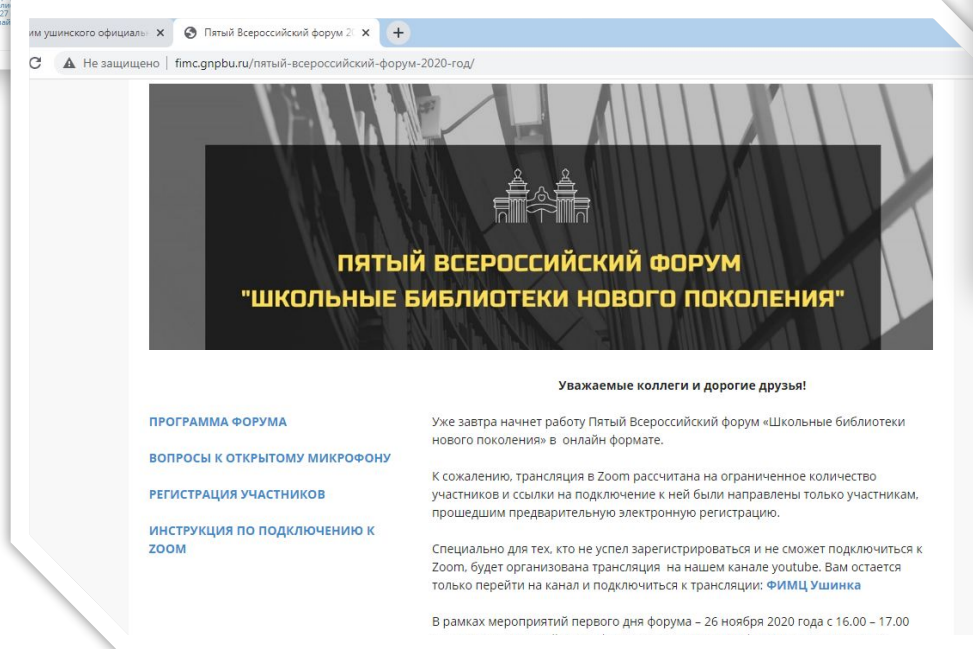 им ушинского официаль
Пятый Всероссийский форум 2
Не защищено | fimc.gnpbu.ru/пятый-всероссийский-форум-2020-год/
ПЯТЫЙ ВСЕРОССИЙСКИЙ ФОРУМ
"ШКОЛЬНЫЕ БИБЛИОТЕКИ НОВОГО ПОКОЛЕНИЯ"
ПРОГРАММА ФОРУМА
ВОПРОСЫ К ОТКРЫТОМУ МИКРОФОНУ
РЕГИСТРАЦИЯ УЧАСТНИКОВ
ИНСТРУКЦИЯ ПО ПОДКЛЮЧЕНИЮ К
ZOOM
Уважаемые коллеги и дорогие друзья!
Уже завтра начнет работу Пятый Всероссийский форум «Школьные библиотеки
нового поколения» в онлайн формате.
К сожалению, трансляция в Zoom рассчитана на ограниченное количество
участников и ссылки на подключение к ней были направлены только участникам,
прошедшим предварительную электронную регистрацию.
Специально для тех, кто не успел зарегистрироваться и не сможет подключиться к
Zoom, будет организована трансляция на нашем канале youtube. Вам остается
только перейти на канал и подключиться к трансляции: ФИМЦ Ушинка
В рамках мероприятий первого дня форума – 26 ноября 2020 года с 16.00 – 17.00